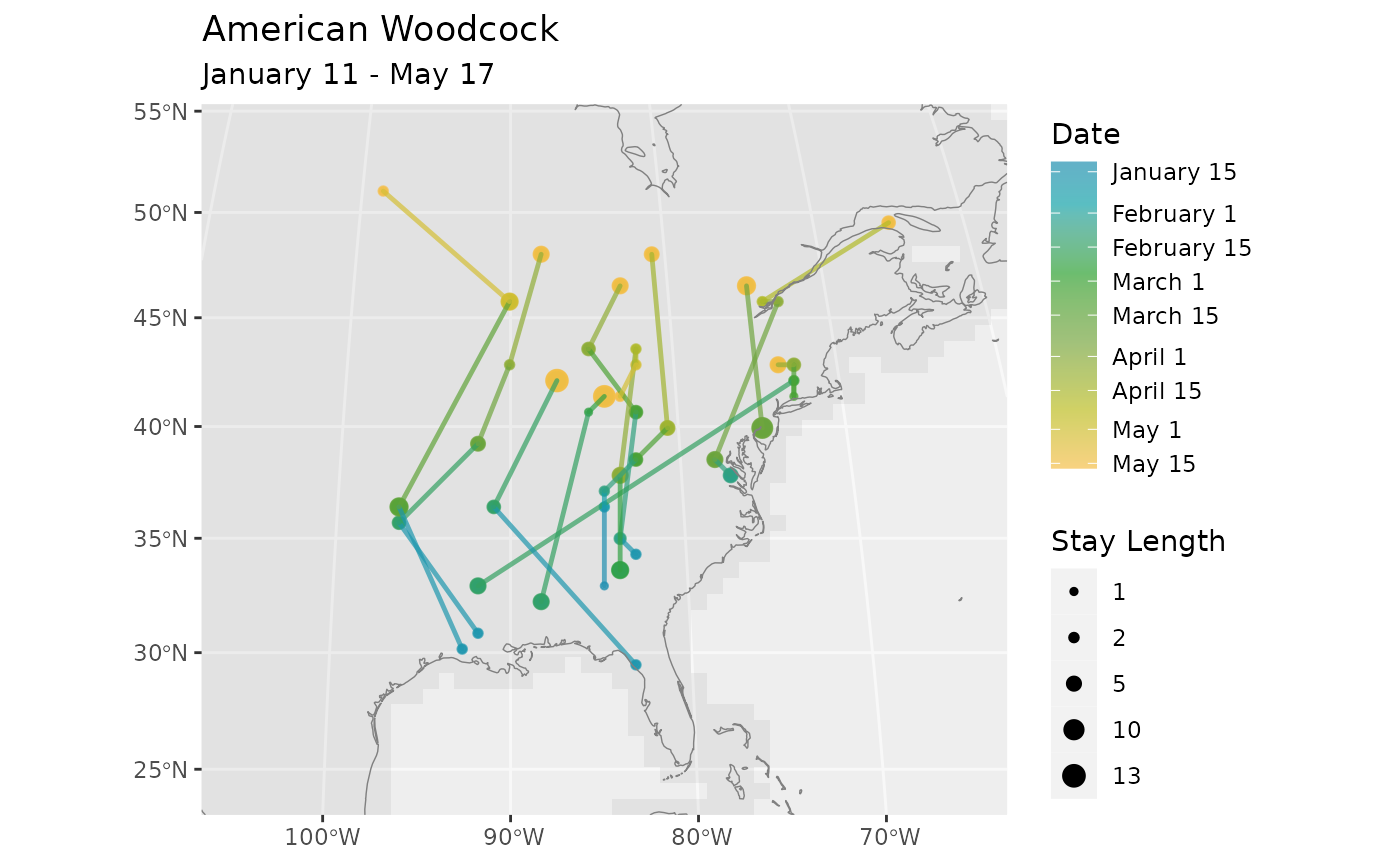 American Woodcock
January 11 - May 17
55°N
50°N
45°N
40°N
35°N
30°N
25°N
100°W
90°W
80°W
70°W
Date
January 15
February 1
February 15
March 1
March 15
April 1
April 15
May 1
May 15
Stay Length
1
2
5
10
13